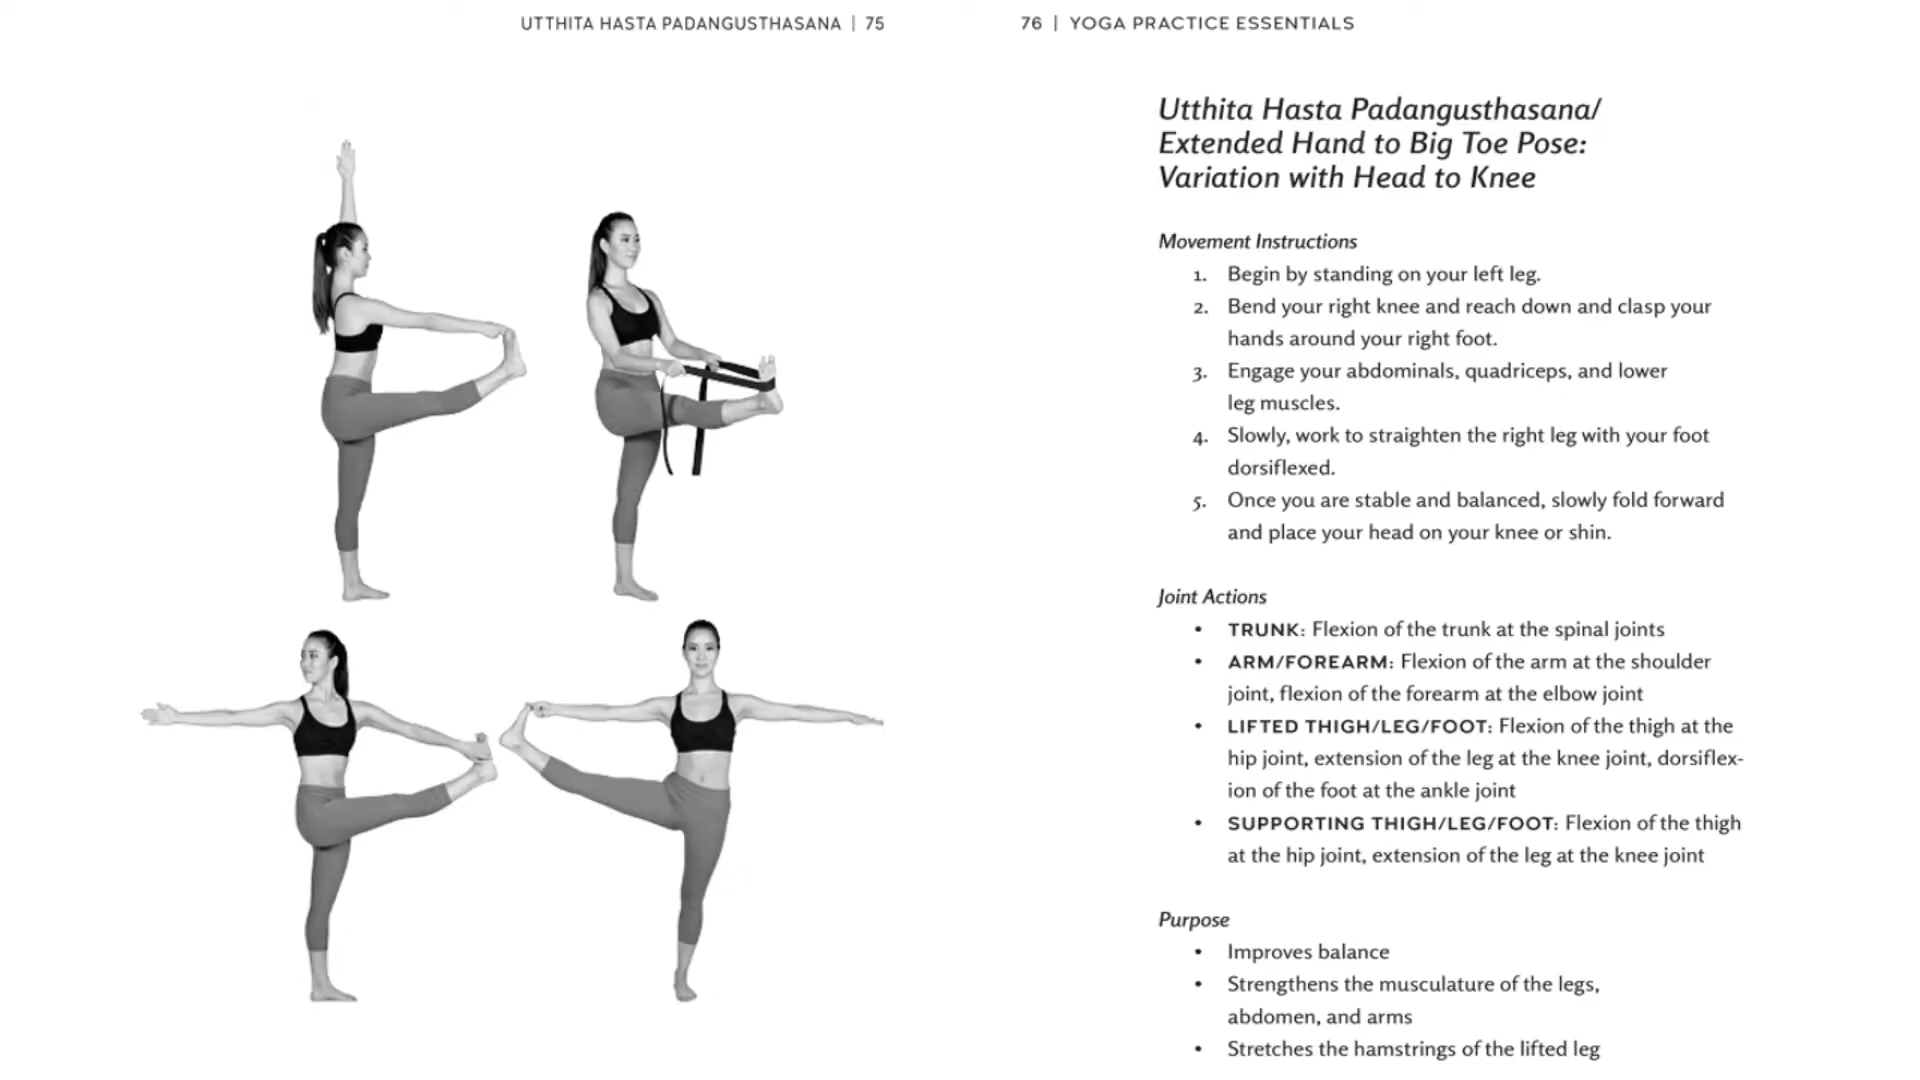 UTTHITA HASTA PADANGUSTHASANA | 75
76 | YOGA PRACTICE ESSENTIALS
Utthita Hasta Padangusthasana/
Extended Hand to Big Toe Pose:
Variation with Head to Knee
Movement Instructions
1. Begin by standing on your left leg.
2. Bend your right knee and reach down and clasp your
hands around your right foot.
3. Engage your abdominals, quadriceps, and lower
leg muscles.
4. Slowly, work to straighten the right leg with your foot
dorsiflexed.
5. Once you are stable and balanced, slowly fold forward
and place your head on your knee or shin.
Joint Actions
• TRUNK: Flexion of the trunk at the spinal joints
• ARM/FOREARM: Flexion of the arm at the shoulder
joint, flexion of the forearm at the elbow joint
• LIFTED THIGH/LEG/FOOT: Flexion of the thigh at the
hip joint, extension of the leg at the knee joint, dorsiflex-
ion of the foot at the ankle joint
• SUPPORTING THIGH/LEG/FOOT: Flexion of the thigh
at the hip joint, extension of the leg at the knee joint
Purpose
• Improves balance
• Strengthens the musculature of the legs,
abdomen, and arms
• Stretches the hamstrings of the lifted leg